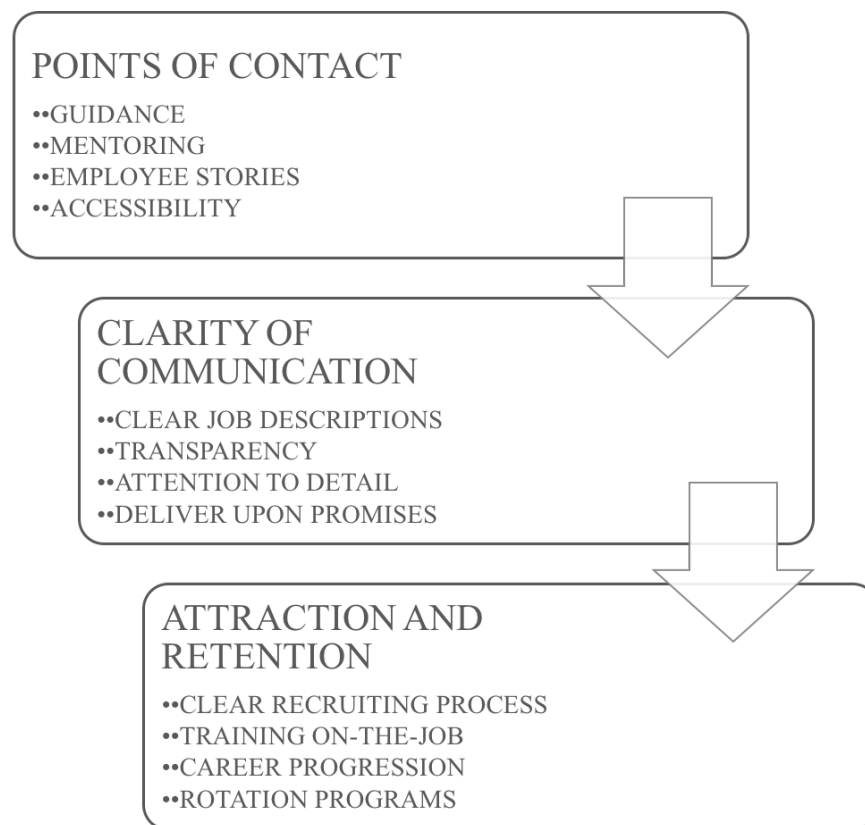 POINTS OF CONTACT
••GUIDANCE
••MENTORING
••EMPLOYEE STORIES
••ACCESSIBILITY
CLARITY OF
COMMUNICATION
••CLEAR JOB DESCRIPTIONS
••TRANSPARENCY
••ATTENTION TO DETAIL
••DELIVER UPON PROMISES
ATTRACTION AND
RETENTION
••CLEAR RECRUITING PROCESS
••TRAINING ON-THE-JOB
••CAREER PROGRESSION
••ROTATION PROGRAMS